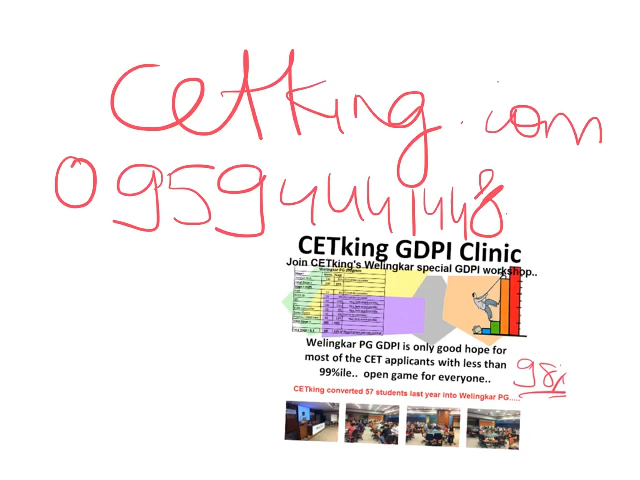 cetking.com
09594441448
CETking GDPI Clinic
Join CETking's Welingkar special GDPI workshop..
Welingkar PG GDPI is only good hope for
most of the CET applicants with less than
99%ile.. open game for everyone..
98%
CETking converted 57 students last year into Welingkar PG.....